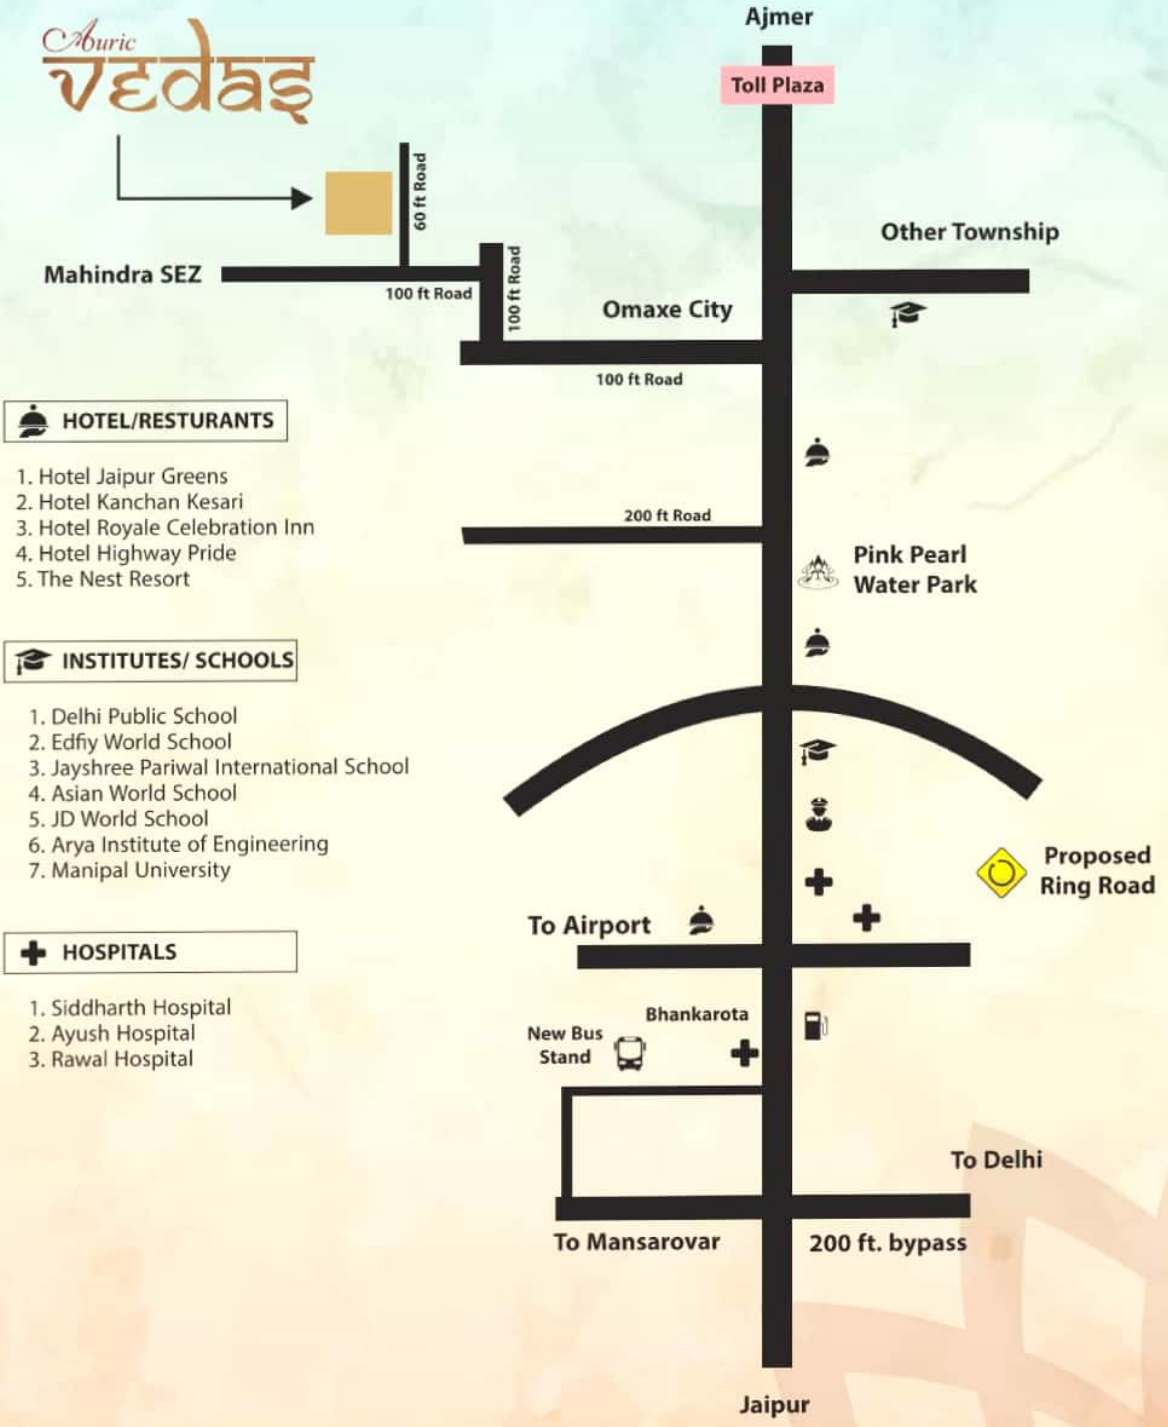 Ajmer
Auric
vedas
Toll Plaza
60 ft Road
Other Township
Mahindra SEZ
100 ft Road
100 ft Road
Omaxe City
100 ft Road
HOTEL/RESTURANTS
1. Hotel Jaipur Greens
2. Hotel Kanchan Kesari
3. Hotel Royale Celebration Inn
4. Hotel Highway Pride
5. The Nest Resort
200 ft Road
Pink Pearl
Water Park
INSTITUTES/ SCHOOLS
1. Delhi Public School
2. Edfiy World School
3. Jayshree Pariwal International School
4. Asian World School
5. JD World School
6. Arya Institute of Engineering
7. Manipal University
Proposed
Ring Road
To Airport
HOSPITALS
1. Siddharth Hospital
2. Ayush Hospital
3. Rawal Hospital
Bhankarota
New Bus
Stand
To Delhi
To Mansarovar
200 ft. bypass
Jaipur